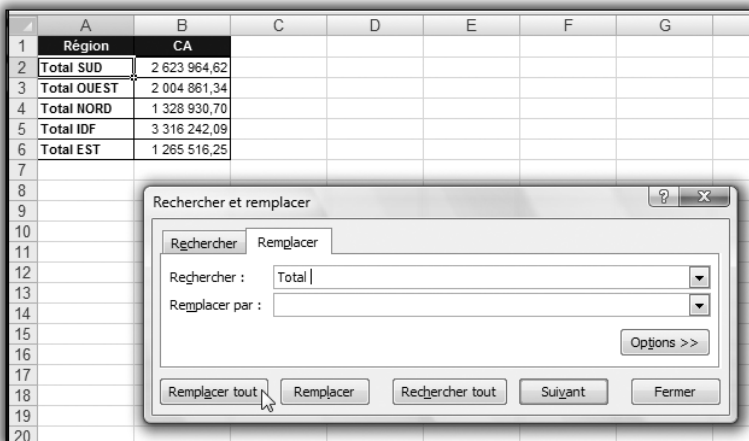 A B C D E F G
1 Région CA
2 Total SUD 2 623 964,62
3 Total OUEST 2 004 861,34
4 Total NORD 1 328 930,70
5 Total IDF 3 316 242,09
6 Total EST 1 265 516,25
7
8
Rechercher et remplacer
9
10
Rechercher Remplacer
11
12
Rechercher : Total
13
Remplacer par :
14
15
Options >>
16
17
Remplacer tout Remplacer Rechercher tout Suivant Fermer
18
19
20